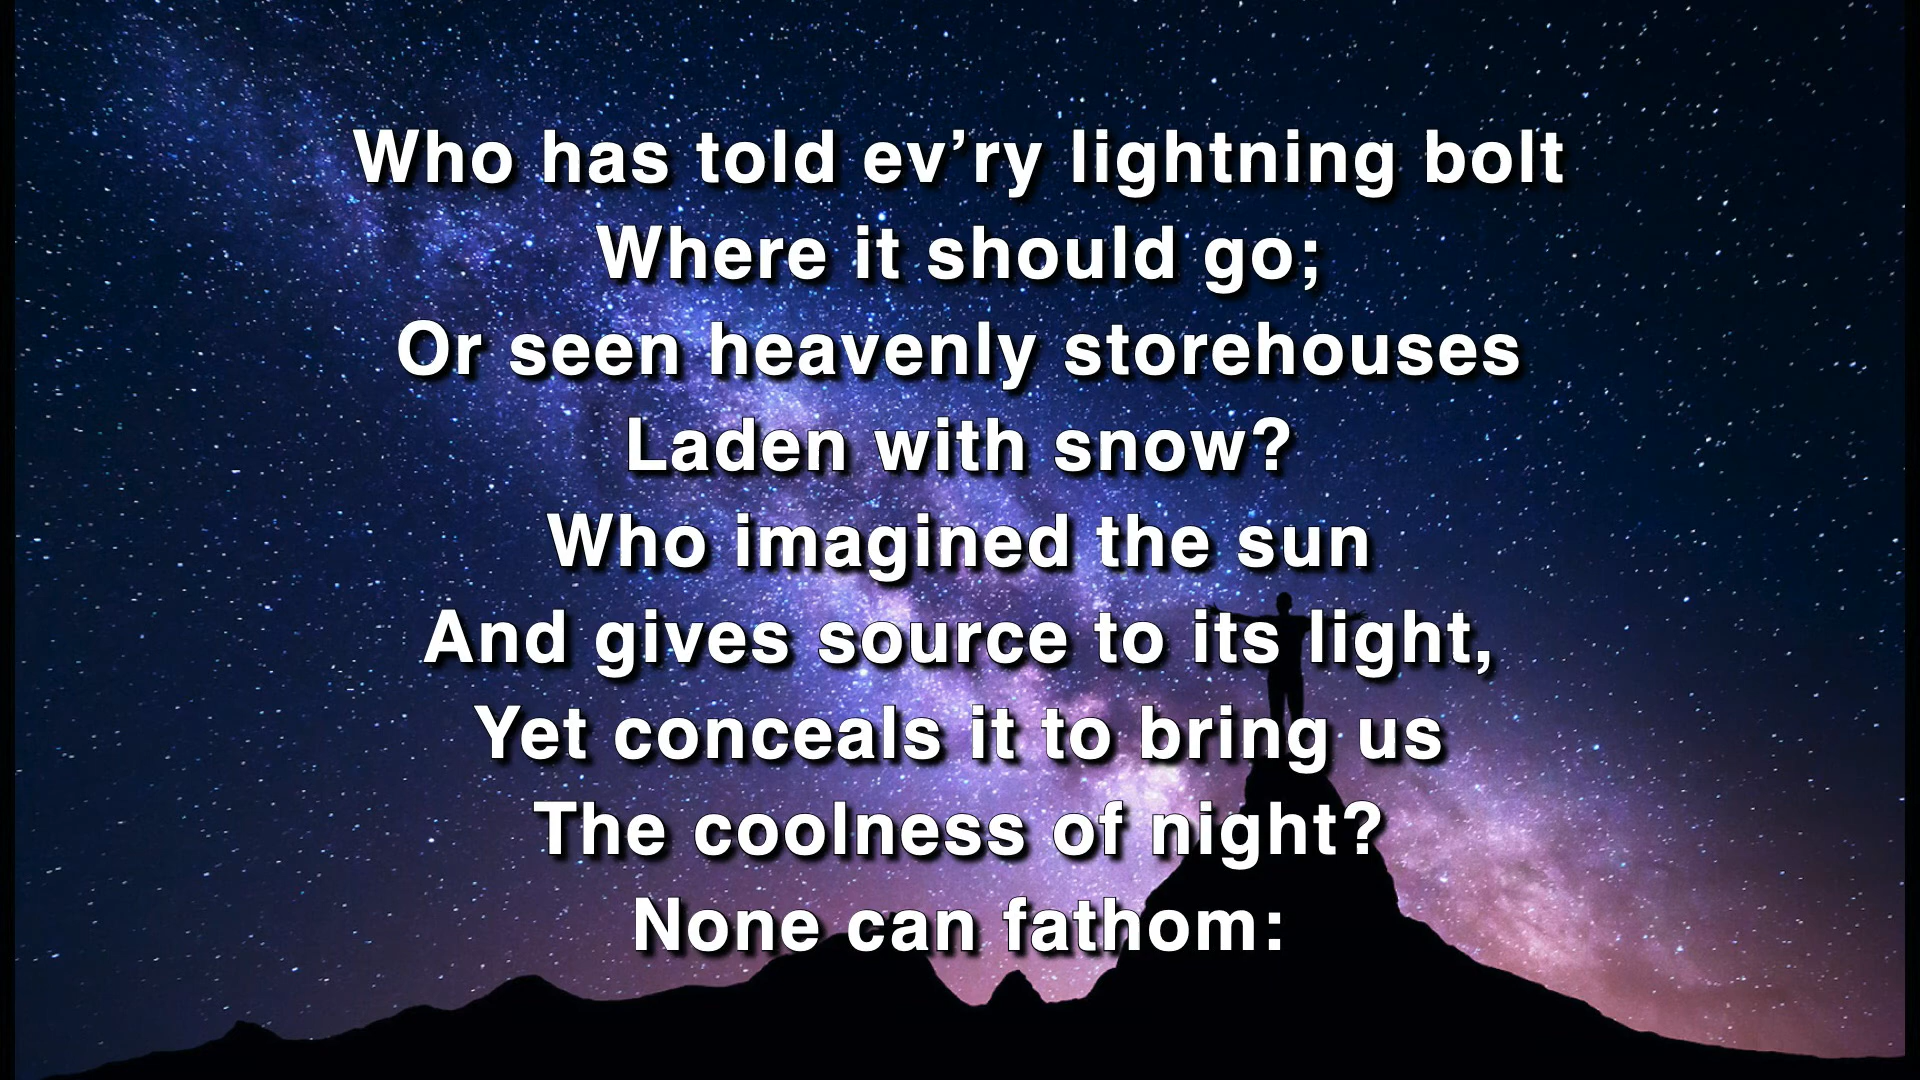 Who has told ev’ry lightning bolt
Where it should go;
Or seen heavenly storehouses
Laden with snow?
Who imagined the sun
And gives source to its light,
Yet conceals it to bring us
The coolness of night?
None can fathom: